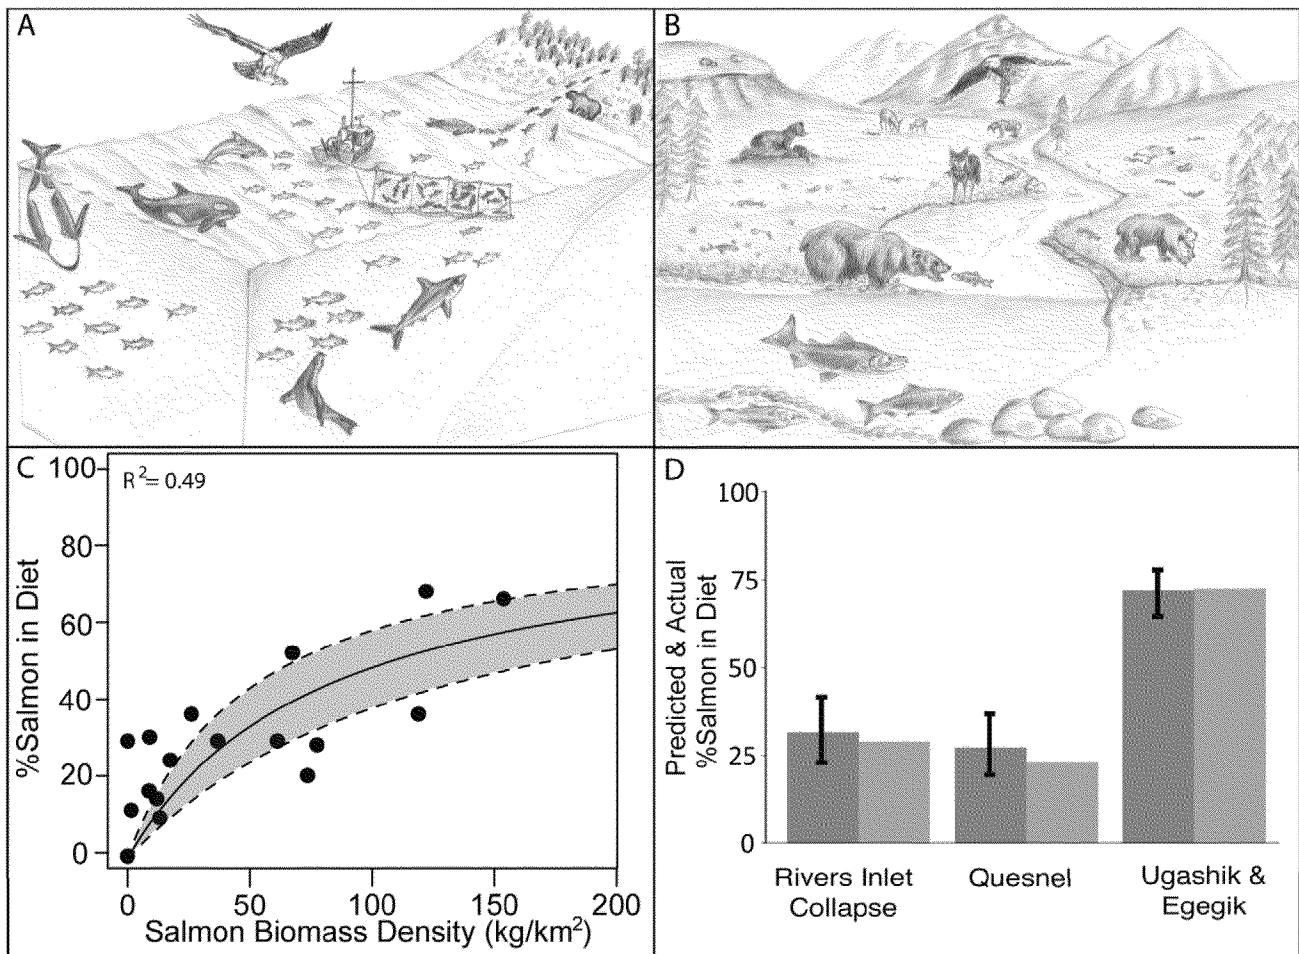 A
B
C
R²= 0.49
100
80
60
40
20
0
%Salmon in Diet
0
50
100
150
200
Salmon Biomass Density (kg/km²)
D
100
75
50
25
0
Predicted & Actual
%Salmon in Diet
Rivers Inlet
Collapse
Quesnel
Ugashik &
Egegik